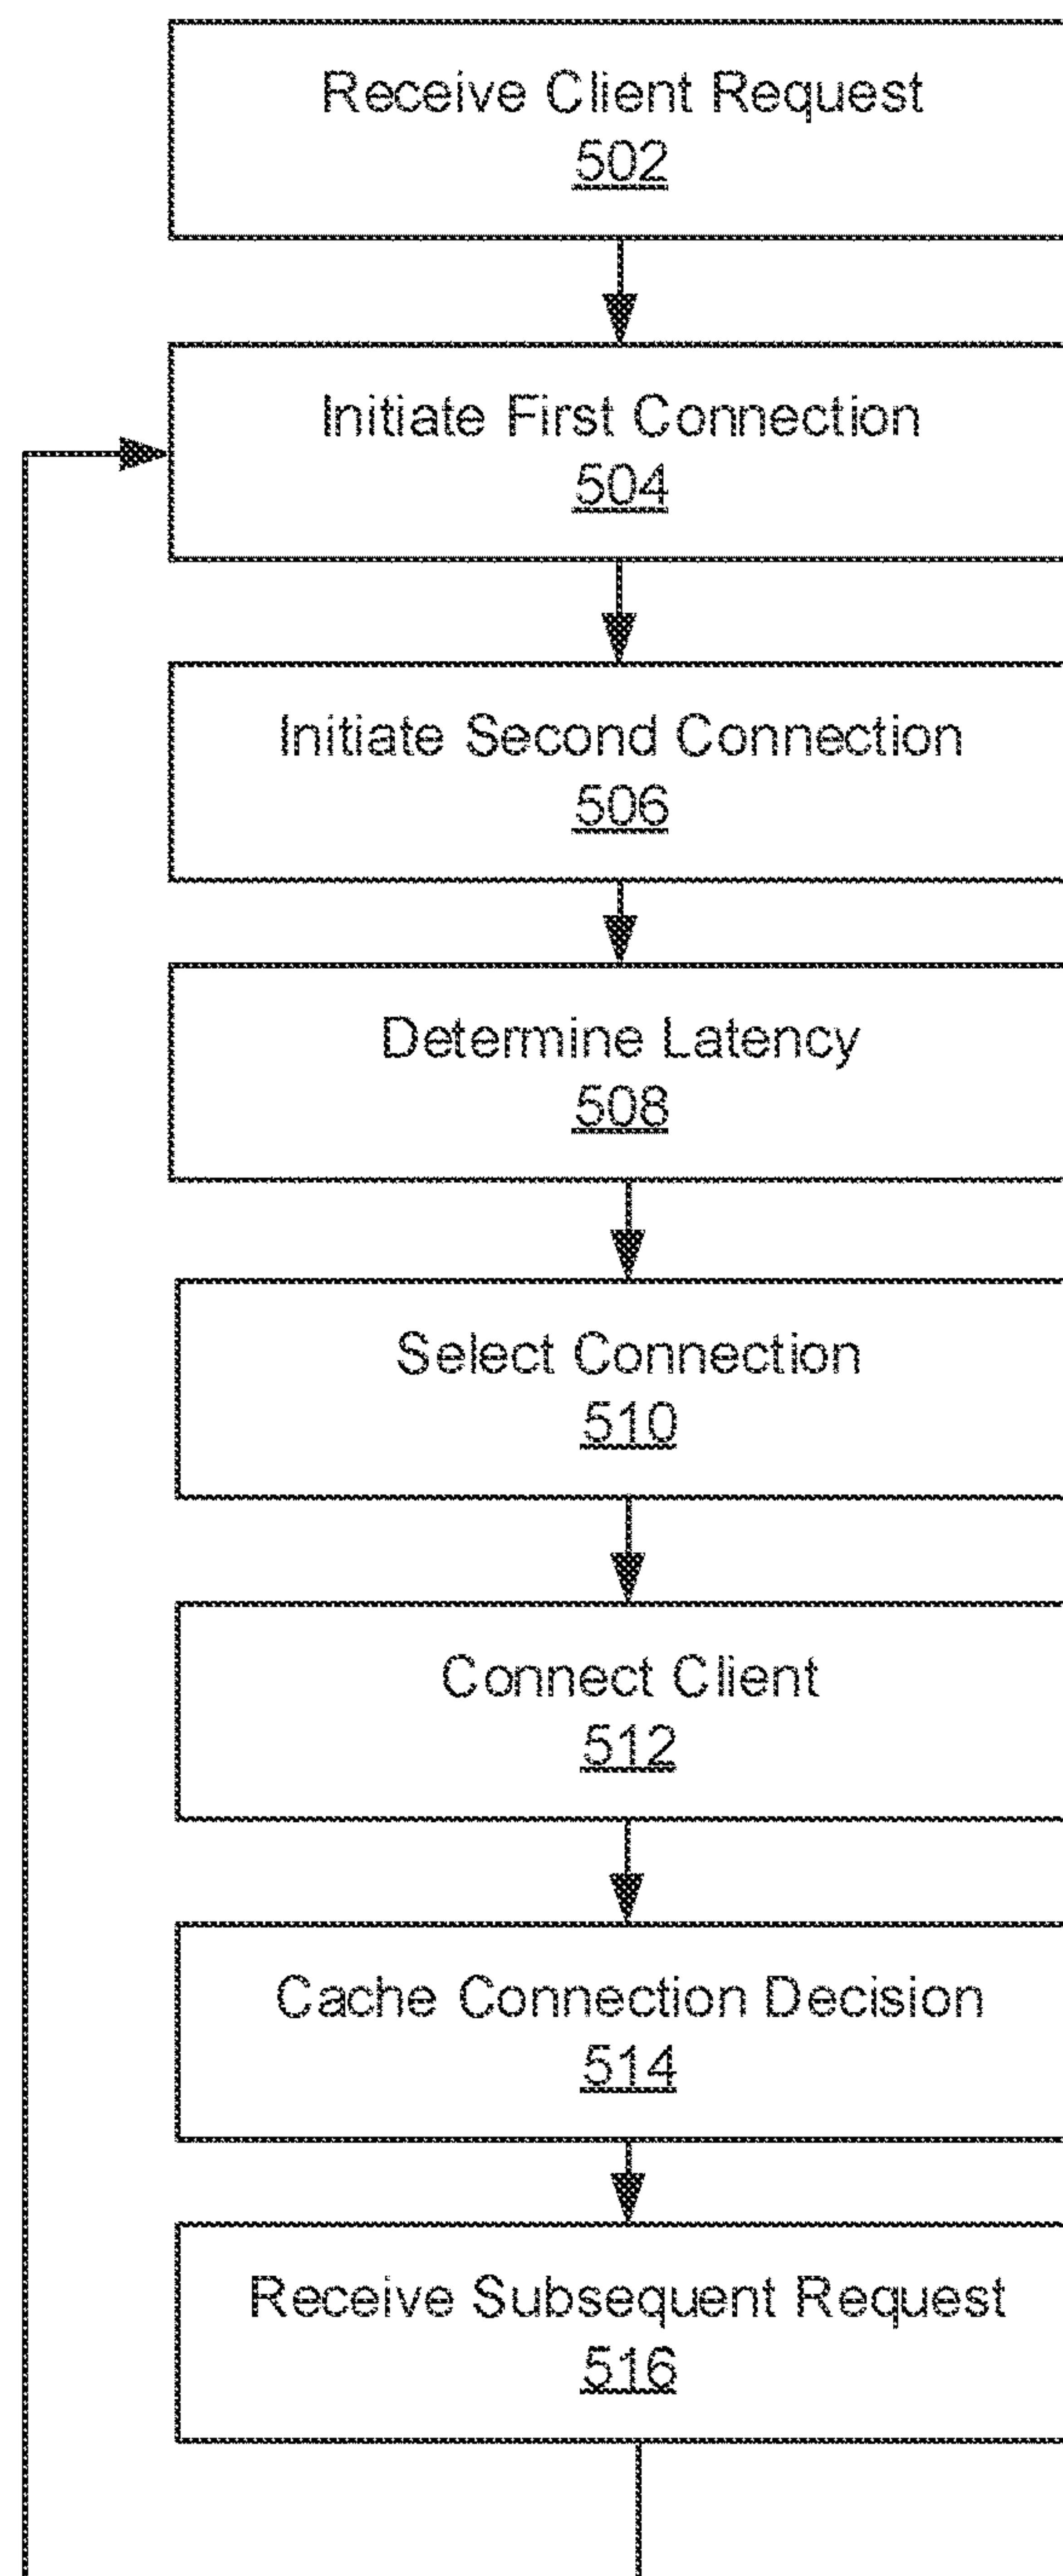 Receive Client Request
502
Initiate First Connection
504
Initiate Second Connection
506
Determine Latency
508
Select Connection
510
Connect Client
512
Cache Connection Decision
514
Receive Subsequent Request
516